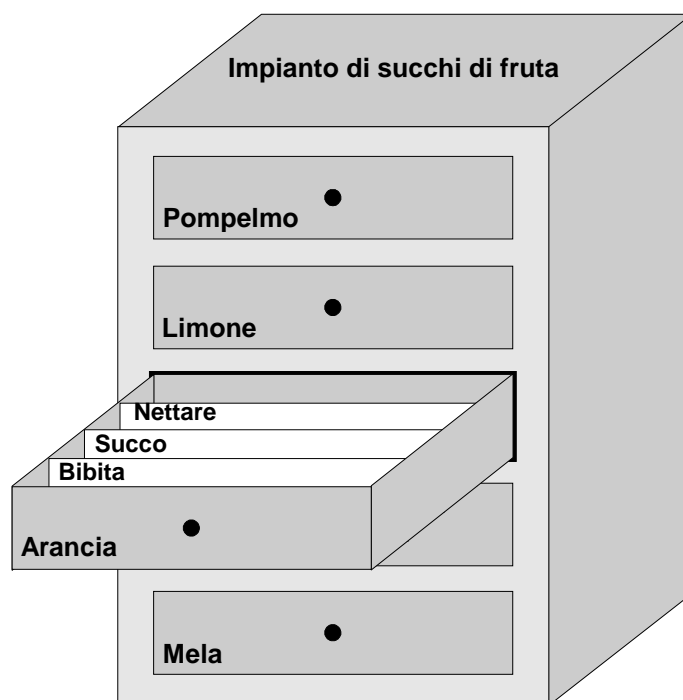 Impianto di succhi di fruta
Pompelmo
Limone
Nettare
Succo
Bibita
Arancia
Mela